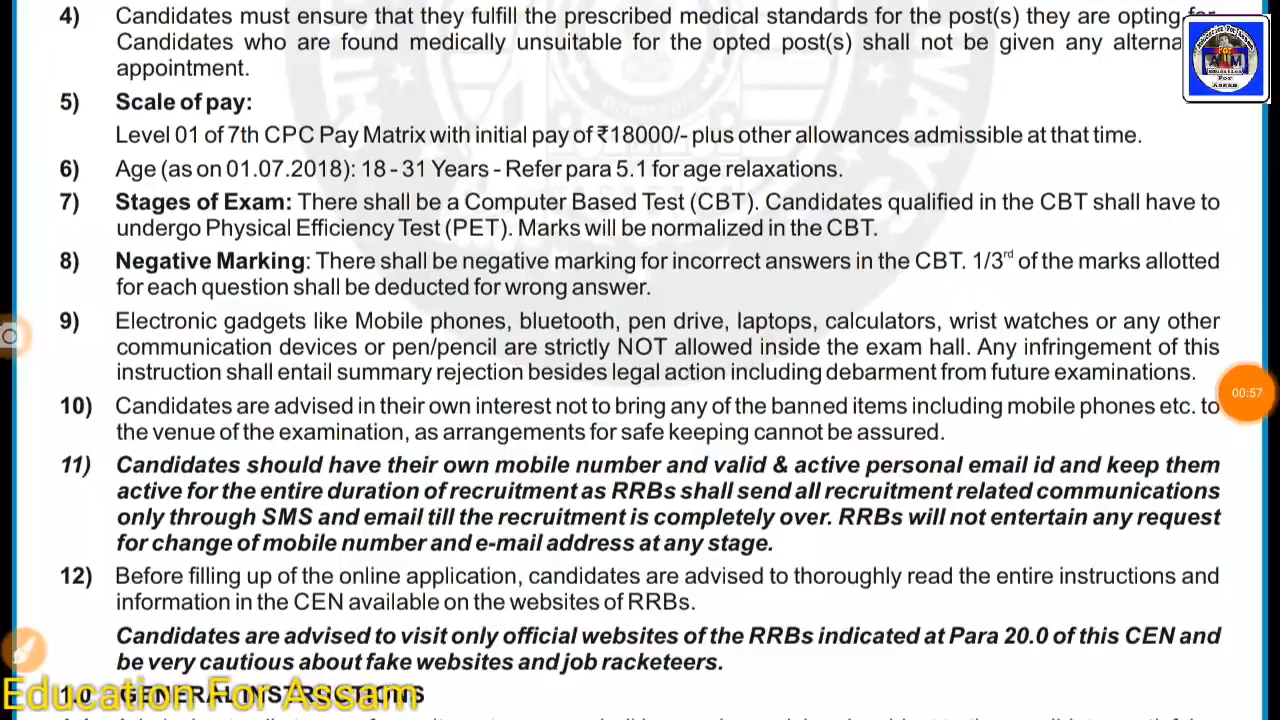 4) Candidates must ensure that they fulfill the prescribed medical standards for the post(s) they are opting for.
Candidates who are found medically unsuitable for the opted post(s) shall not be given any alterna
appointment.
5) Scale of pay:
Level 01 of 7th CPC Pay Matrix with initial pay of ₹18000/- plus other allowances admissible at that time.
6) Age (as on 01.07.2018): 18 - 31 Years - Refer para 5.1 for age relaxations.
7) Stages of Exam: There shall be a Computer Based Test (CBT). Candidates qualified in the CBT shall have to
undergo Physical Efficiency Test (PET). Marks will be normalized in the CBT.
8) Negative Marking: There shall be negative marking for incorrect answers in the CBT. 1/3rd of the marks allotted
for each question shall be deducted for wrong answer.
9) Electronic gadgets like Mobile phones, bluetooth, pen drive, laptops, calculators, wrist watches or any other
communication devices or pen/pencil are strictly NOT allowed inside the exam hall. Any infringement of this
instruction shall entail summary rejection besides legal action including debarment from future examinations.
00:57
10) Candidates are advised in their own interest not to bring any of the banned items including mobile phones etc. to
the venue of the examination, as arrangements for safe keeping cannot be assured.
11) Candidates should have their own mobile number and valid & active personal email id and keep them
active for the entire duration of recruitment as RRBs shall send all recruitment related communications
only through SMS and email till the recruitment is completely over. RRBs will not entertain any request
for change of mobile number and e-mail address at any stage.
12) Before filling up of the online application, candidates are advised to thoroughly read the entire instructions and
information in the CEN available on the websites of RRBs.
Candidates are advised to visit only official websites of the RRBs indicated at Para 20.0 of this CEN and
be very cautious about fake websites and job racketeers.
1.0 GENERAL INSTRUCTIONS
Education For Assam